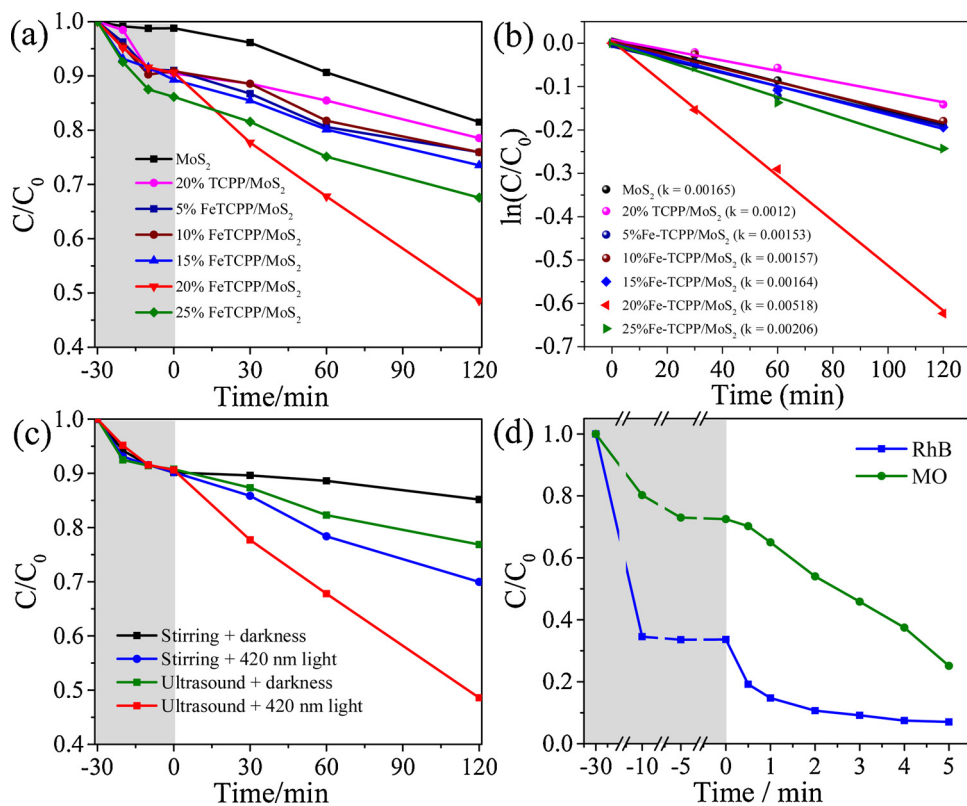 (a)
C/C₀
1.0
0.9
0.8
0.7
0.6
0.5
0.4
MoS₂
20% TCPP/MoS₂
5% FeTCPP/MoS₂
10% FeTCPP/MoS₂
15% FeTCPP/MoS₂
20% FeTCPP/MoS₂
25% FeTCPP/MoS₂
-30 0 30 60 90 120
Time/min
(b)
ln(C/C₀)
0.0
-0.1
-0.2
-0.3
-0.4
-0.5
-0.6
-0.7
MoS₂ (k = 0.00165)
20% TCPP/MoS₂ (k = 0.0012)
5%Fe-TCPP/MoS₂ (k = 0.00153)
10%Fe-TCPP/MoS₂ (k = 0.00157)
15%Fe-TCPP/MoS₂ (k = 0.00164)
20%Fe-TCPP/MoS₂ (k = 0.00518)
25%Fe-TCPP/MoS₂ (k = 0.00206)
0 20 40 60 80 100 120
Time (min)
(c)
C/C₀
1.0
0.9
0.8
0.7
0.6
0.5
0.4
Stirring + darkness
Stirring + 420 nm light
Ultrasound + darkness
Ultrasound + 420 nm light
-30 0 30 60 90 120
Time/min
(d)
C/C₀
1.0
0.8
0.6
0.4
0.2
0.0
RhB
MO
-30 -10 -5 0 1 2 3 4 5
Time / min